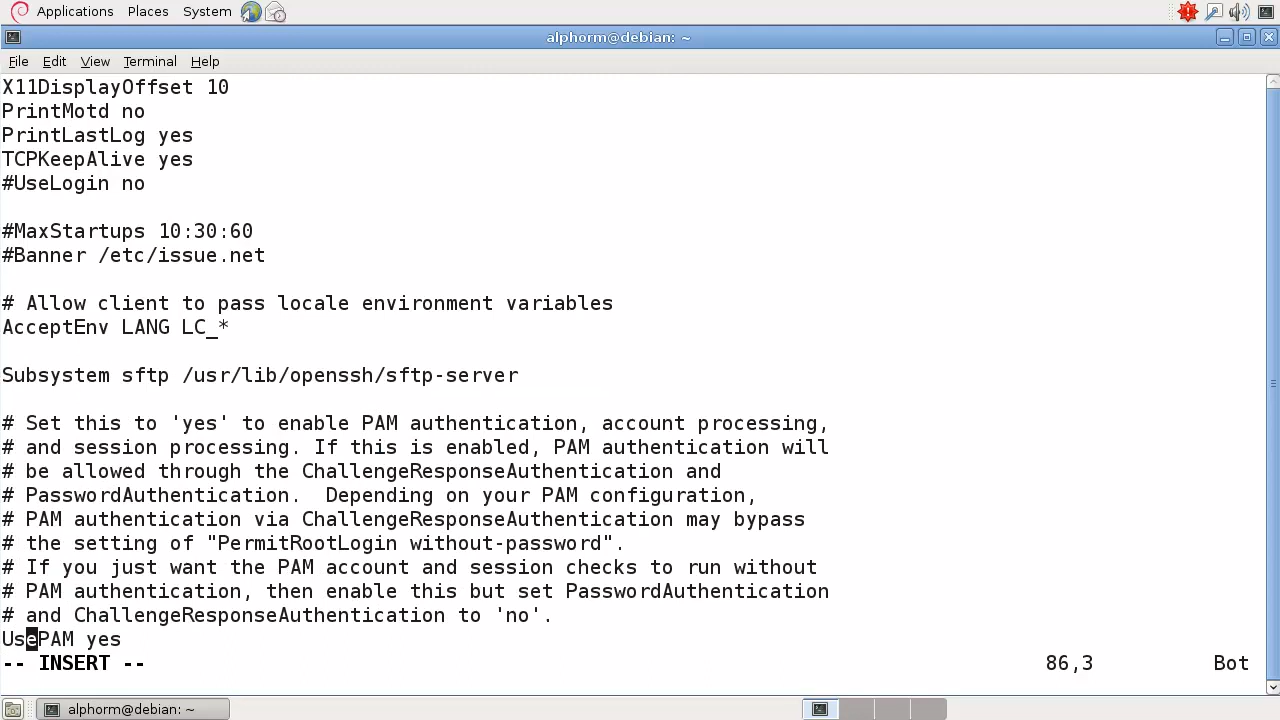 Applications Places System
alphorm@debian: ~
File Edit View Terminal Help
X11DisplayOffset 10
PrintMotd no
PrintLastLog yes
TCPKeepAlive yes
#UseLogin no
#MaxStartups 10:30:60
#Banner /etc/issue.net
# Allow client to pass locale environment variables
AcceptEnv LANG LC_*
Subsystem sftp /usr/lib/openssh/sftp-server
# Set this to 'yes' to enable PAM authentication, account processing,
# and session processing. If this is enabled, PAM authentication will
# be allowed through the ChallengeResponseAuthentication and
# PasswordAuthentication.  Depending on your PAM configuration,
# PAM authentication via ChallengeResponseAuthentication may bypass
# the setting of "PermitRootLogin without-password".
# If you just want the PAM account and session checks to run without
# PAM authentication, then enable this but set PasswordAuthentication
# and ChallengeResponseAuthentication to 'no'.
UsePAM yes
-- INSERT -- 86,3 Bot
alphorm@debian: ~